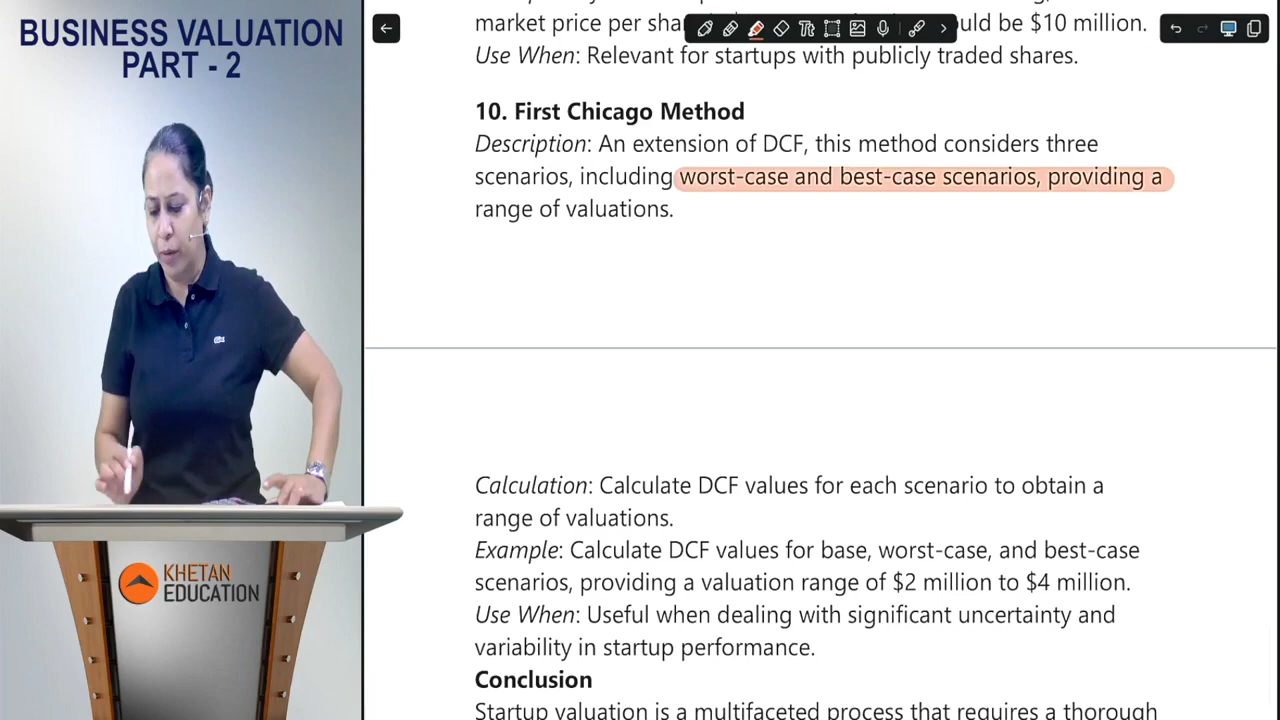 BUSINESS VALUATION
PART - 2
market price per shar
uld be $10 million.
Use When: Relevant for startups with publicly traded shares.
10. First Chicago Method
Description: An extension of DCF, this method considers three
scenarios, including worst-case and best-case scenarios, providing a
range of valuations.
Calculation: Calculate DCF values for each scenario to obtain a
range of valuations.
Example: Calculate DCF values for base, worst-case, and best-case
scenarios, providing a valuation range of $2 million to $4 million.
Use When: Useful when dealing with significant uncertainty and
variability in startup performance.
Conclusion
Startup valuation is a multifaceted process that requires a thorough
KHETAN
EDUCATION